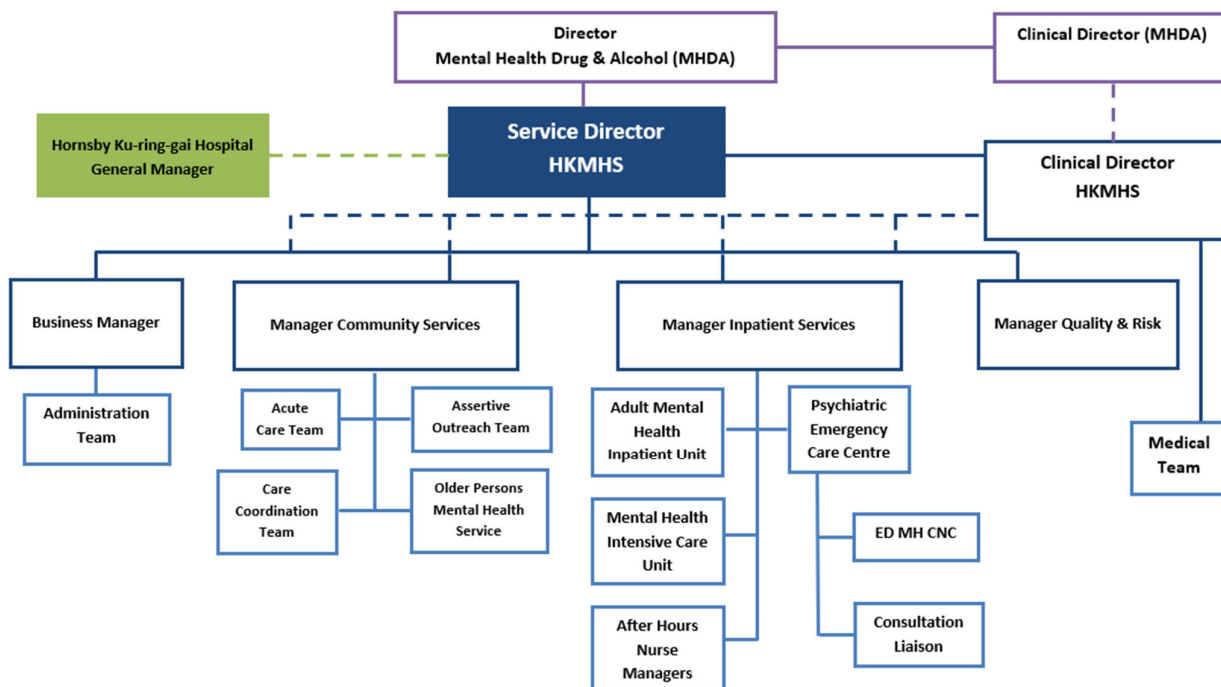 Director
Mental Health Drug & Alcohol (MHDA)
Clinical Director (MHDA)
Hornsby Ku-ring-gai Hospital
General Manager
Service Director
HKMHS
Clinical Director
HKMHS
Business Manager
Manager Community Services
Manager Inpatient Services
Manager Quality & Risk
Administration
Team
Acute
Care Team
Assertive
Outreach Team
Care
Coordination
Team
Older Persons
Mental Health
Service
Adult Mental
Health
Inpatient Unit
Psychiatric
Emergency
Care Centre
Mental Health
Intensive Care
Unit
ED MH CNC
After Hours
Nurse
Managers
Consultation
Liaison
Medical
Team